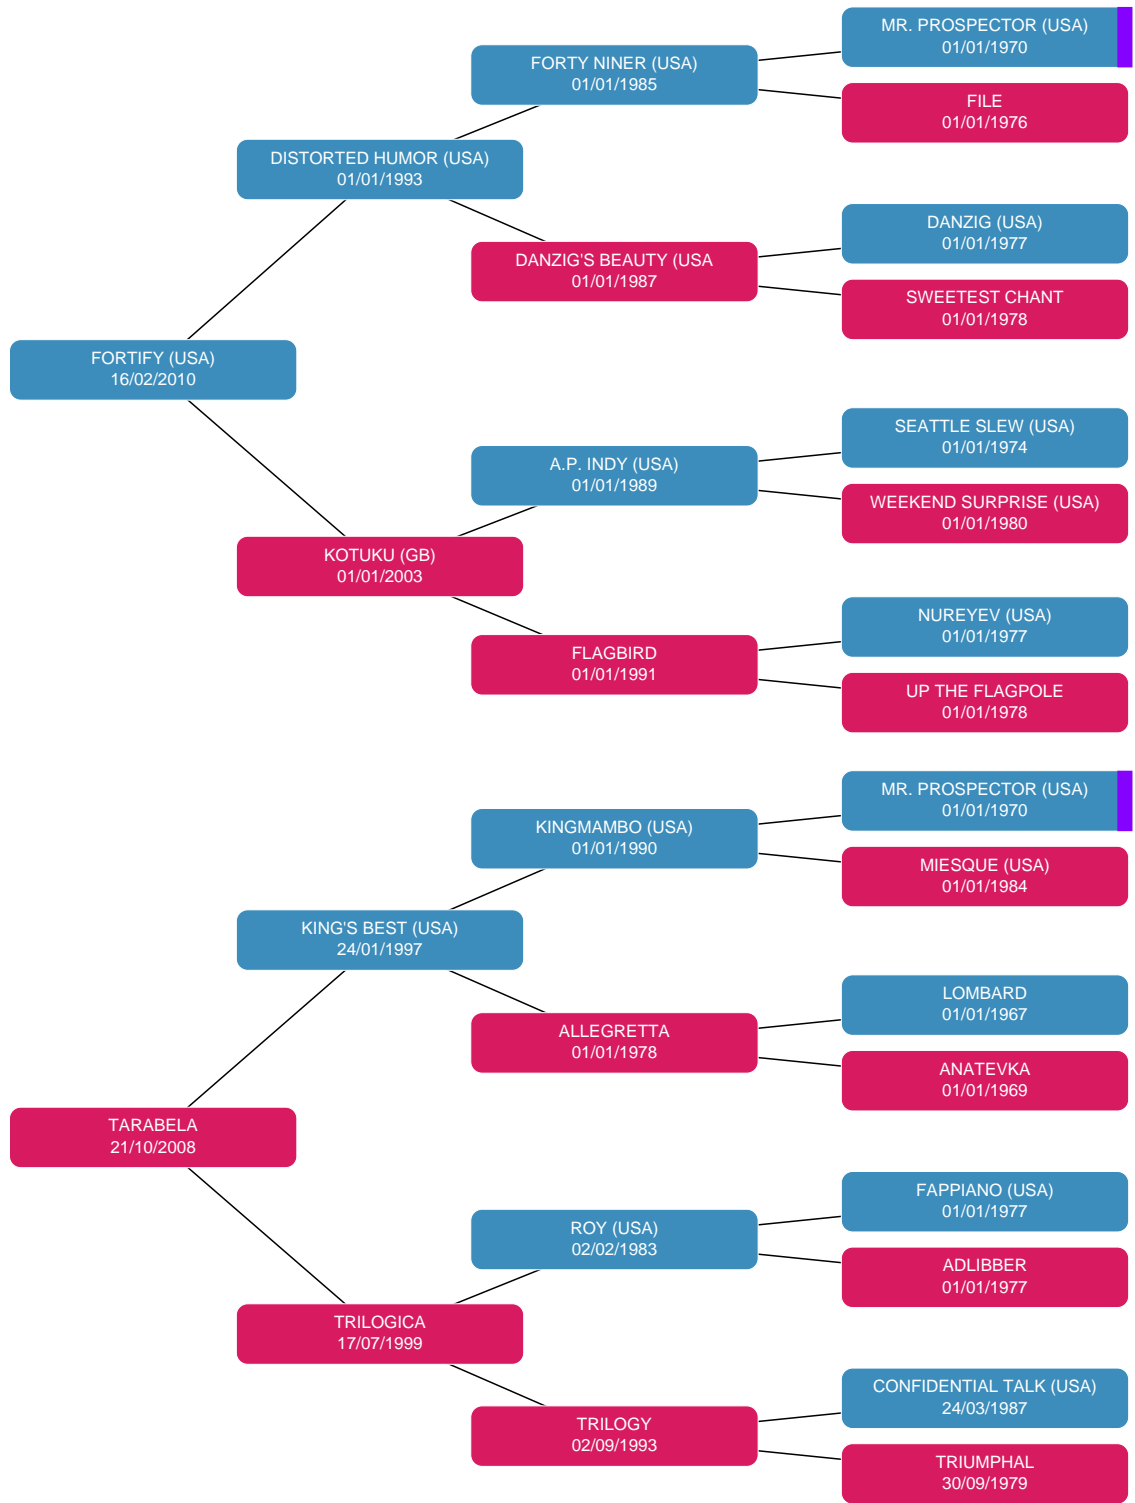 MR. PROSPECTOR (USA)
01/01/1970
FORTY NINER (USA)
01/01/1985
FILE
01/01/1976
DISTORTED HUMOR (USA)
01/01/1993
DANZIG (USA)
01/01/1977
DANZIG'S BEAUTY (USA
01/01/1987
SWEETEST CHANT
01/01/1978
FORTIFY (USA)
16/02/2010
SEATTLE SLEW (USA)
01/01/1974
A.P. INDY (USA)
01/01/1989
WEEKEND SURPRISE (USA)
01/01/1980
KOTUKU (GB)
01/01/2003
NUREYEV (USA)
01/01/1977
FLAGBIRD
01/01/1991
UP THE FLAGPOLE
01/01/1978
MR. PROSPECTOR (USA)
01/01/1970
KINGMAMBO (USA)
01/01/1990
MIESQUE (USA)
01/01/1984
KING'S BEST (USA)
24/01/1997
LOMBARD
01/01/1967
ALLEGRETTA
01/01/1978
ANATEVKA
01/01/1969
TARABELA
21/10/2008
FAPPIANO (USA)
01/01/1977
ROY (USA)
02/02/1983
ADLIBBER
01/01/1977
TRILOGICA
17/07/1999
CONFIDENTIAL TALK (USA)
24/03/1987
TRILOGY
02/09/1993
TRIUMPHAL
30/09/1979